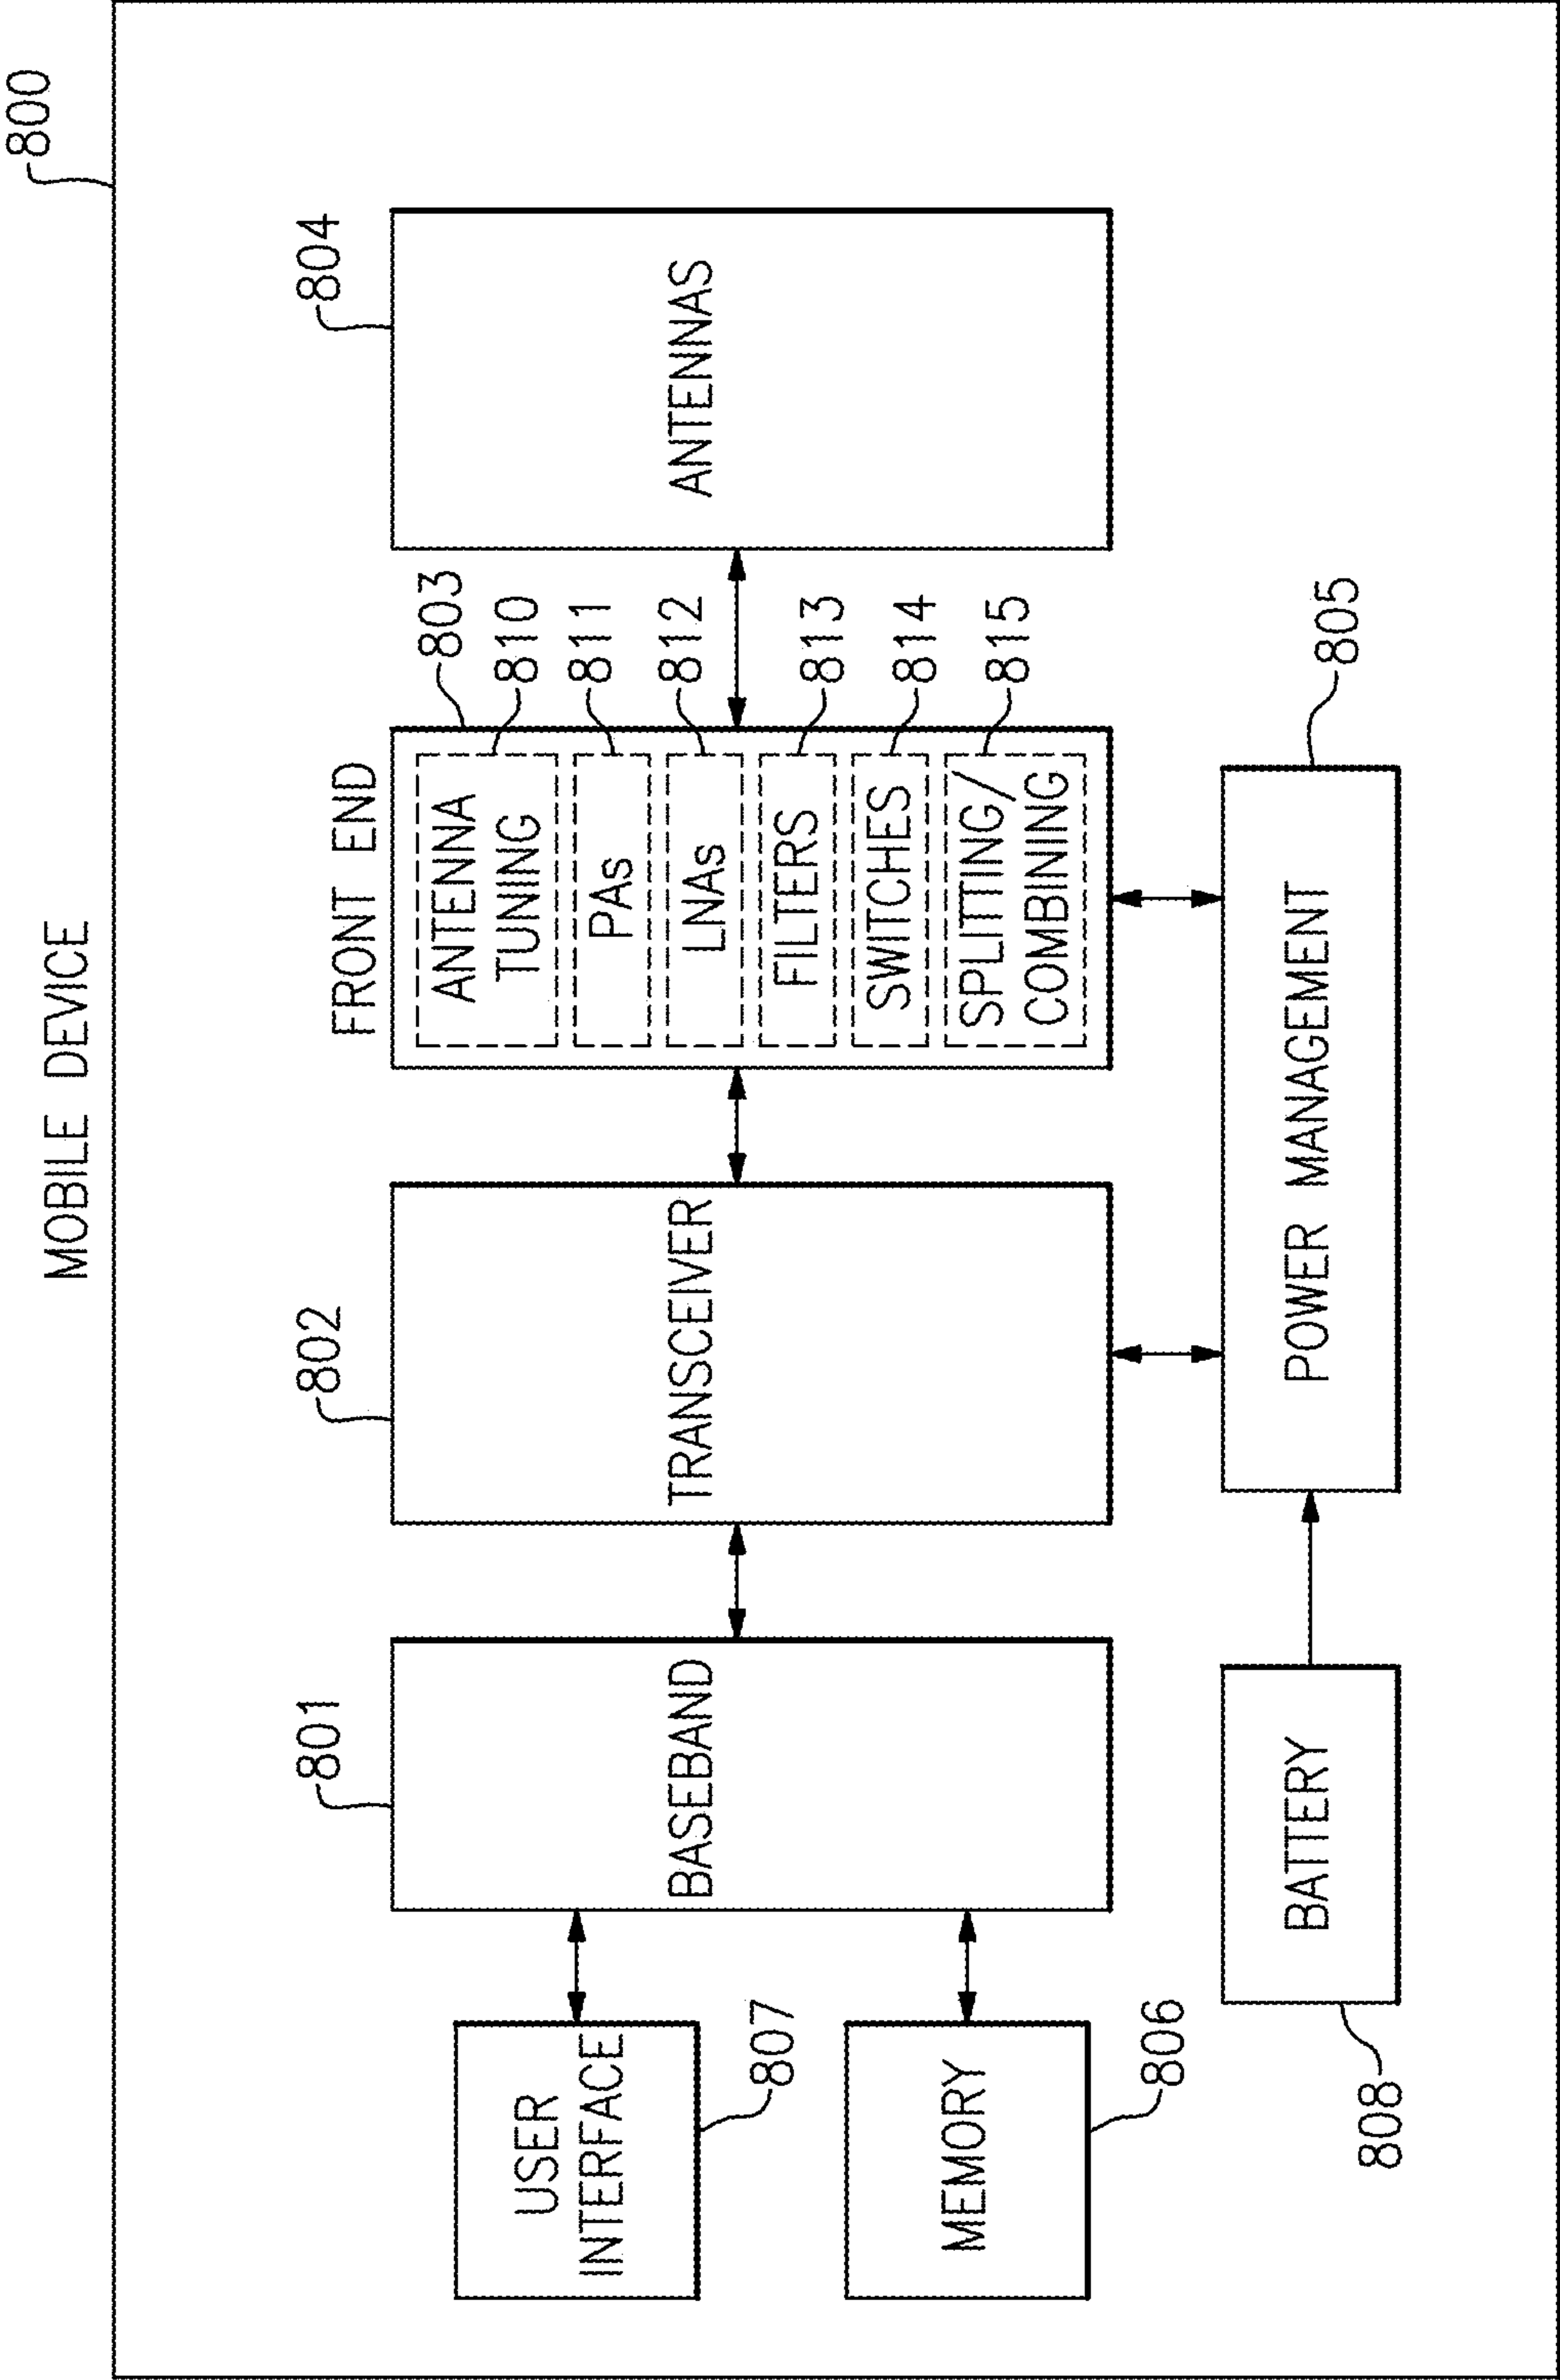 MOBILE DEVICE
800
FRONT END
801
802
803
804
ANTENNA
TUNING
810
PAs
811
LNAs
812
FILTERS
813
SWITCHES
814
SPLITTING/
COMBINING
815
USER
INTERFACE
807
MEMORY
806
BASEBAND
TRANSCEIVER
ANTENNAS
BATTERY
808
POWER MANAGEMENT
805